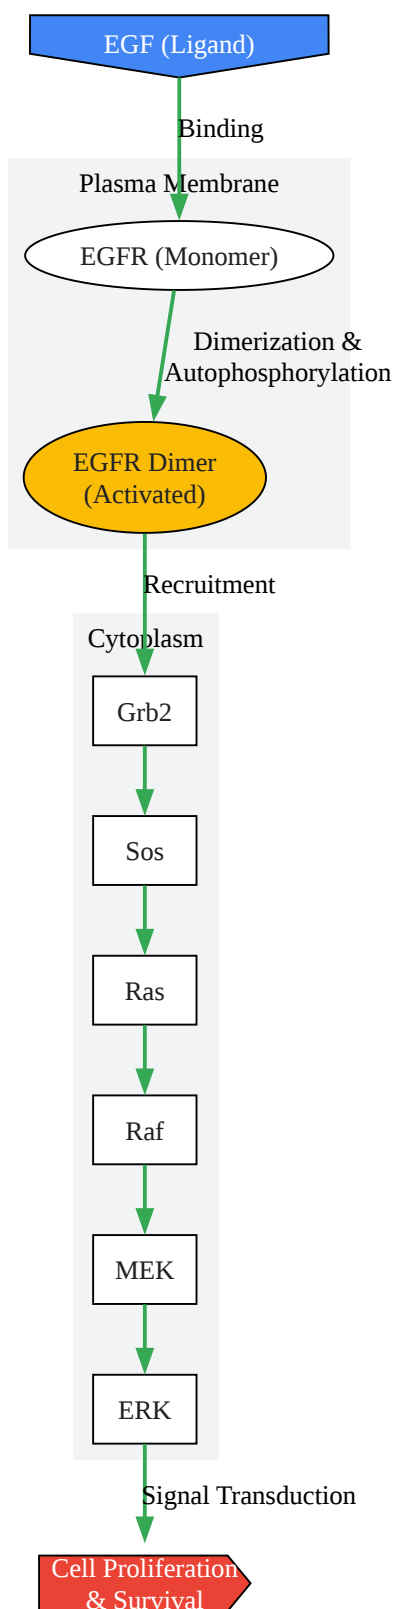 EGF (Ligand)
Binding
Plasma Membrane
EGFR (Monomer)
Dimerization &
Autophosphorylation
EGFR Dimer
(Activated)
Recruitment
Cytoplasm
Grb2
Sos
Ras
Raf
MEK
ERK
Signal Transduction
Cell Proliferation
& Survival